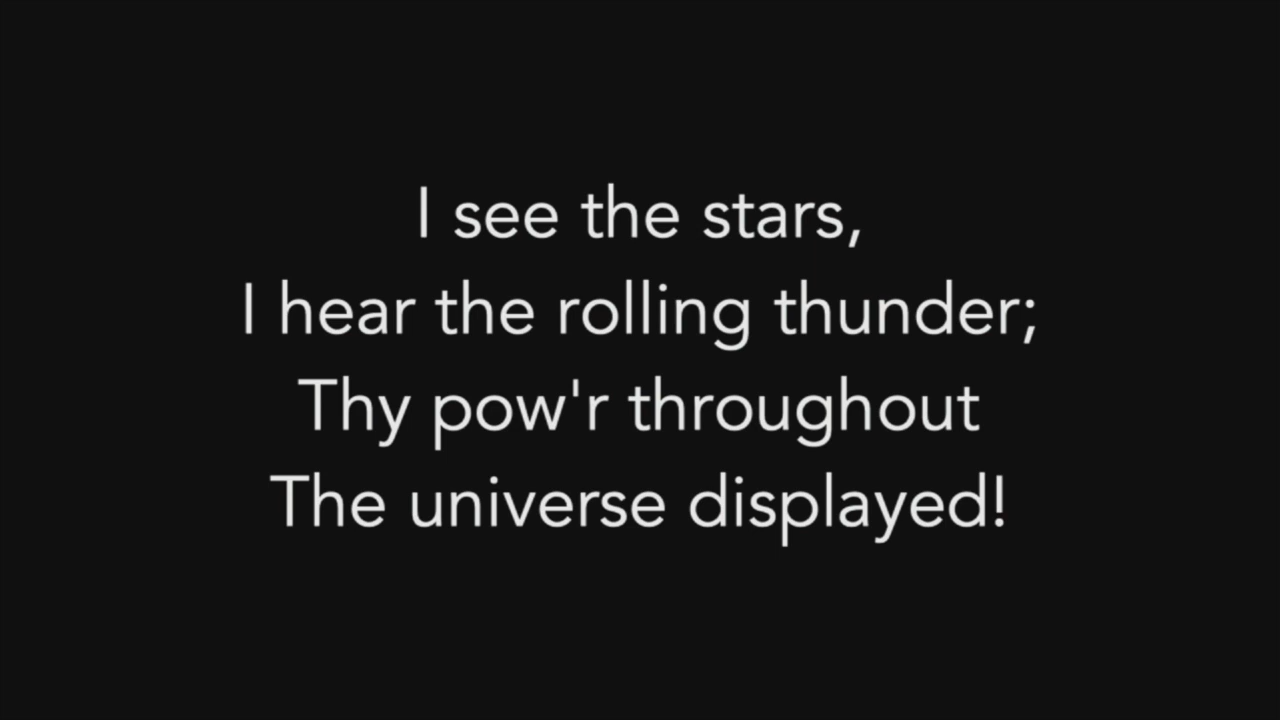 I see the stars,
I hear the rolling thunder;
Thy pow'r throughout
The universe displayed!